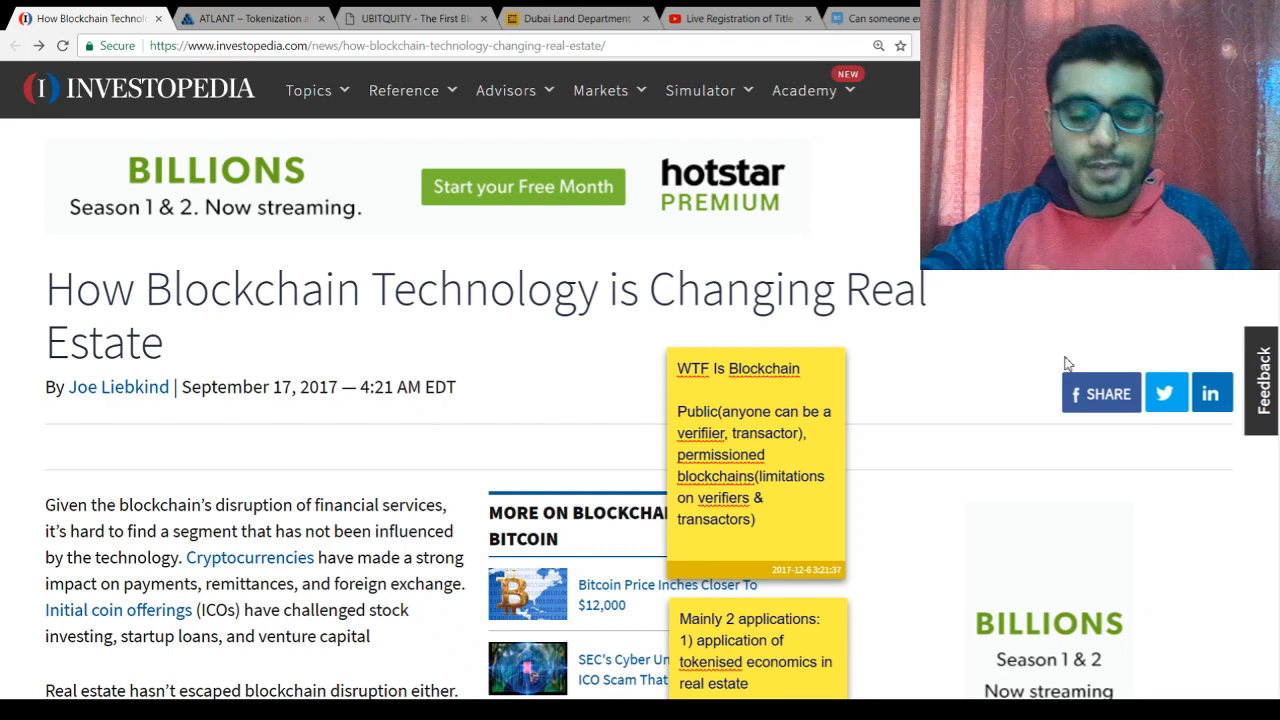 How Blockchain Technolo
ATLANT – Tokenization a
UBITQUITY - The First Bl
Dubai Land Department
Live Registration of Title
Can someone ex
Secure
https://www.investopedia.com/news/how-blockchain-technology-changing-real-estate/
INVESTOPEDIA
Topics
Reference
Advisors
Markets
Simulator
Academy
NEW
BILLIONS
Season 1 & 2. Now streaming.
Start your Free Month
hotstar
PREMIUM
How Blockchain Technology is Changing Real
Estate
By Joe Liebkind | September 17, 2017 — 4:21 AM EDT
SHARE
Feedback
WTF Is Blockchain
Public(anyone can be a
verifiier, transactor),
permissioned
blockchains(limitations
on verifiers &
transactors)
2017-12-6 3:21:37
Given the blockchain's disruption of financial services,
it's hard to find a segment that has not been influenced
by the technology. Cryptocurrencies have made a strong
impact on payments, remittances, and foreign exchange.
Initial coin offerings (ICOs) have challenged stock
investing, startup loans, and venture capital
Real estate hasn't escaped blockchain disruption either.
MORE ON BLOCKCHA
BITCOIN
Bitcoin Price Inches Closer To
$12,000
SEC's Cyber Un
ICO Scam That
Mainly 2 applications:
1) application of
tokenised economics in
real estate
BILLIONS
Season 1 & 2
Now streaming